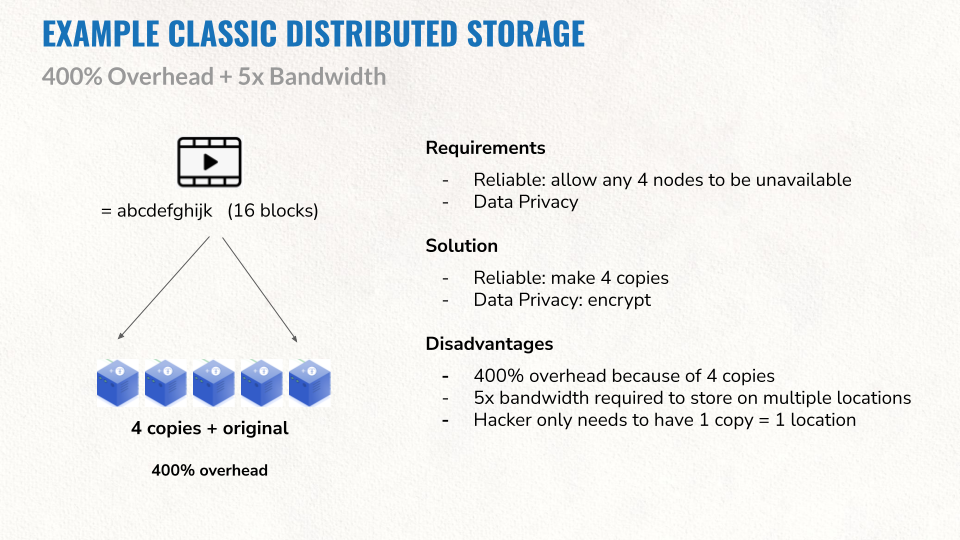 EXAMPLE CLASSIC DISTRIBUTED STORAGE
400% Overhead + 5x Bandwidth
= abcdefghijk (16 blocks)
4 copies + original
400% overhead
Requirements
- Reliable: allow any 4 nodes to be unavailable
- Data Privacy
Solution
- Reliable: make 4 copies
- Data Privacy: encrypt
Disadvantages
- 400% overhead because of 4 copies
- 5x bandwidth required to store on multiple locations
- Hacker only needs to have 1 copy = 1 location